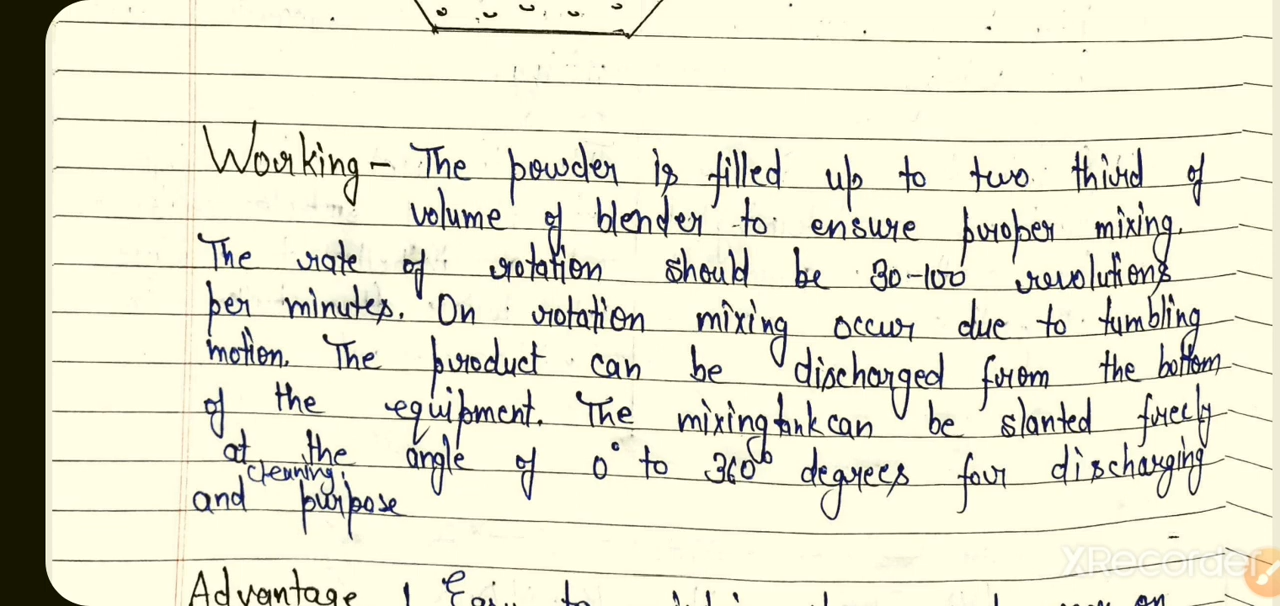 Working - The powder is filled up to two third of
volume of blender to ensure proper mixing.
The rate of rotation should be 30-100 revolutions
per minutes. On rotation mixing occur due to tumbling
motion. The product can be discharged from the bottom
of the equipment. The mixing tank can be slanted freely
at the angle of 0° to 360° degrees for discharging
cleaning
and purpose
XRecorder
Advantage